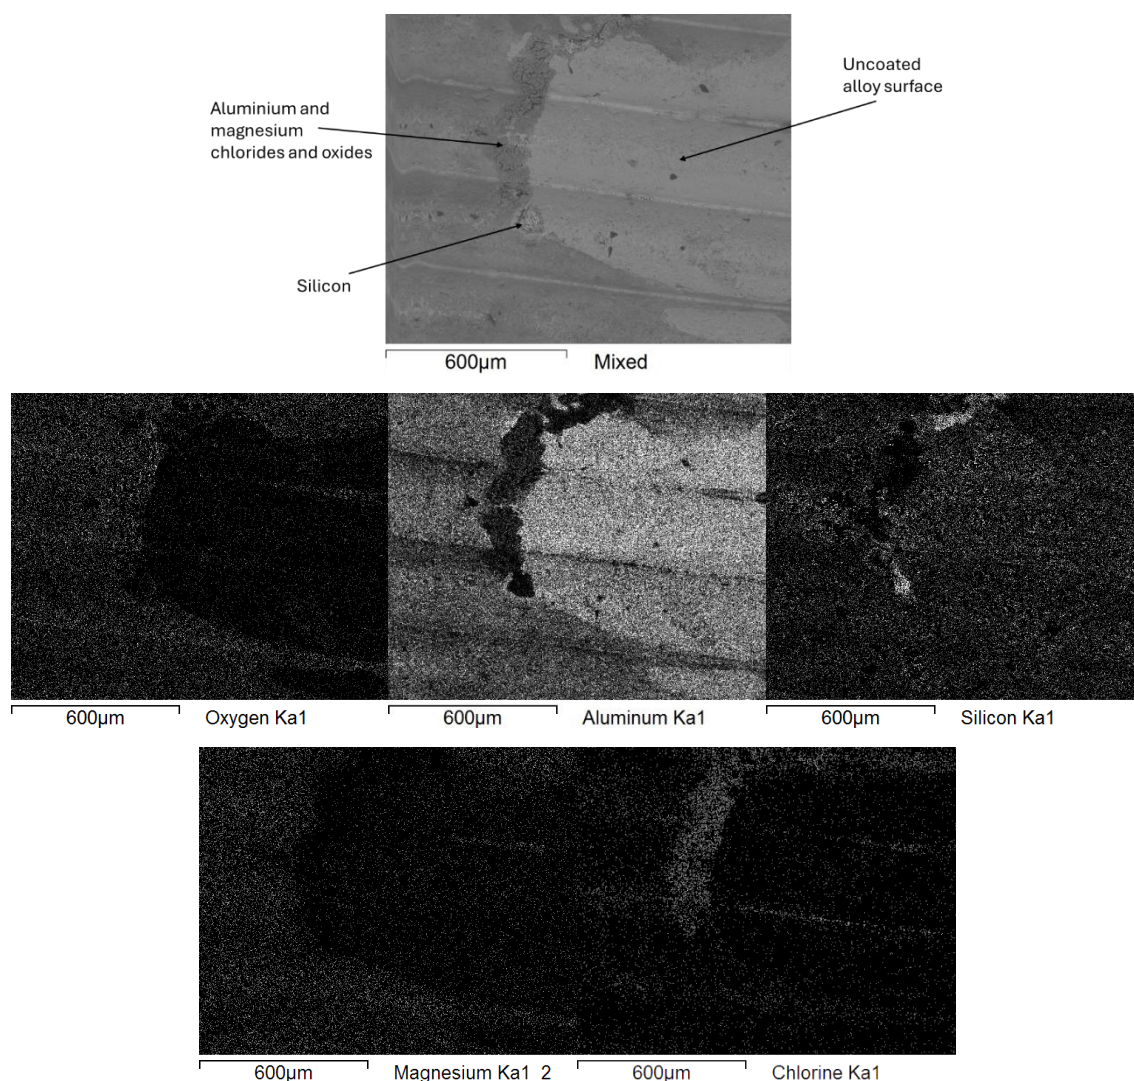 Uncoated
alloy surface
Aluminium and
magnesium
chlorides and oxides
Silicon
600µm Mixed
600µm Oxygen Ka1 600µm Aluminum Ka1 600µm Silicon Ka1
600µm Magnesium Ka1_2 600µm Chlorine Ka1